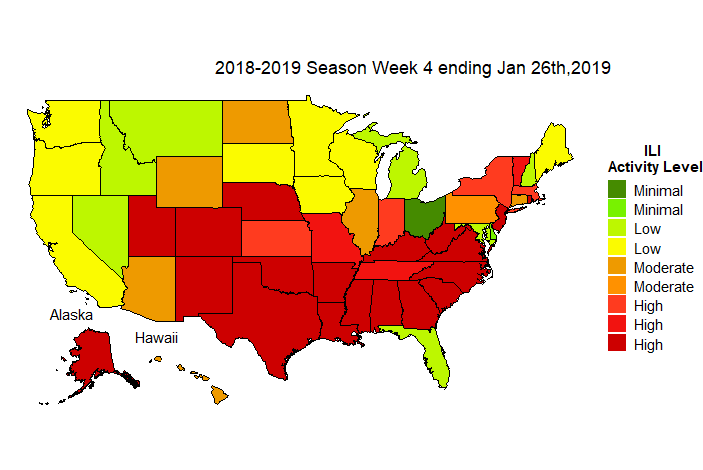 2018-2019 Season Week 4 ending Jan 26th,2019
ILI
Activity Level
Minimal
Minimal
Low
Low
Moderate
Moderate
High
High
High
Alaska
Hawaii